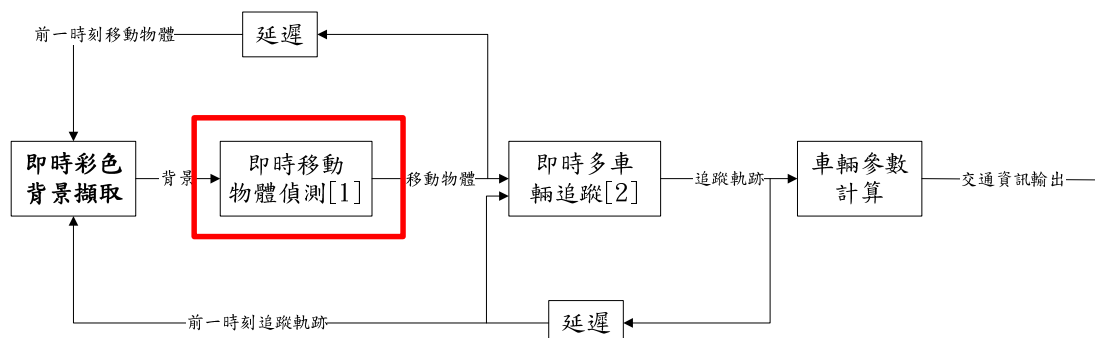 前一時刻移動物體
延遲
即時彩色
背景擷取
背景
即時移動
物體偵測[1]
移動物體
即時多車
輛追蹤[2]
追蹤軌跡
車輛參數
計算
交通資訊輸出
前一時刻追蹤軌跡
延遲